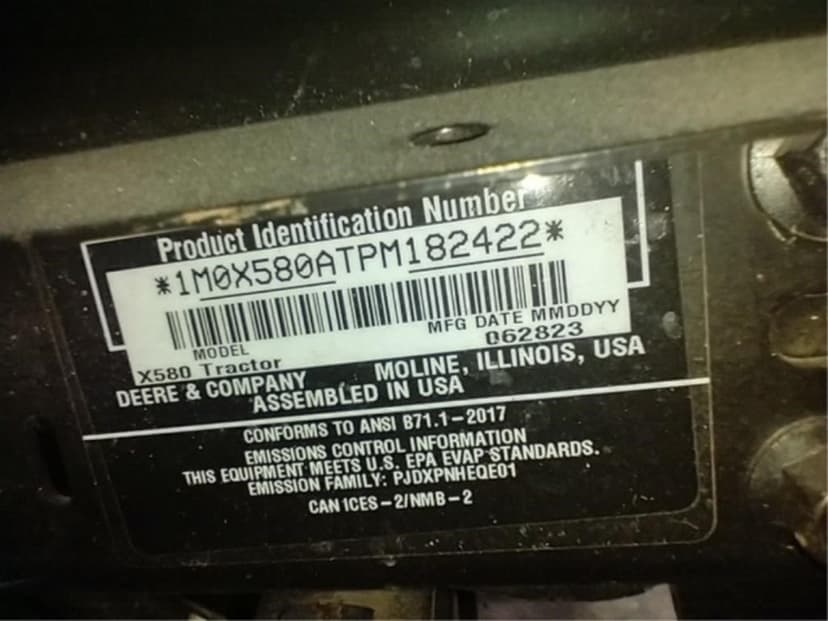 Product Identification Number
*1M0X580ATPM182422*
MODEL
MFG DATE MMDDYY
X580 Tractor
062823
DEERE & COMPANY MOLINE, ILLINOIS, USA
ASSEMBLED IN USA
CONFORMS TO ANSI B71.1-2017
EMISSIONS CONTROL INFORMATION
THIS EQUIPMENT MEETS U.S. EPA EVAP STANDARDS.
EMISSION FAMILY: PJDXPNHEQE01
CAN ICES-2/NMB-2